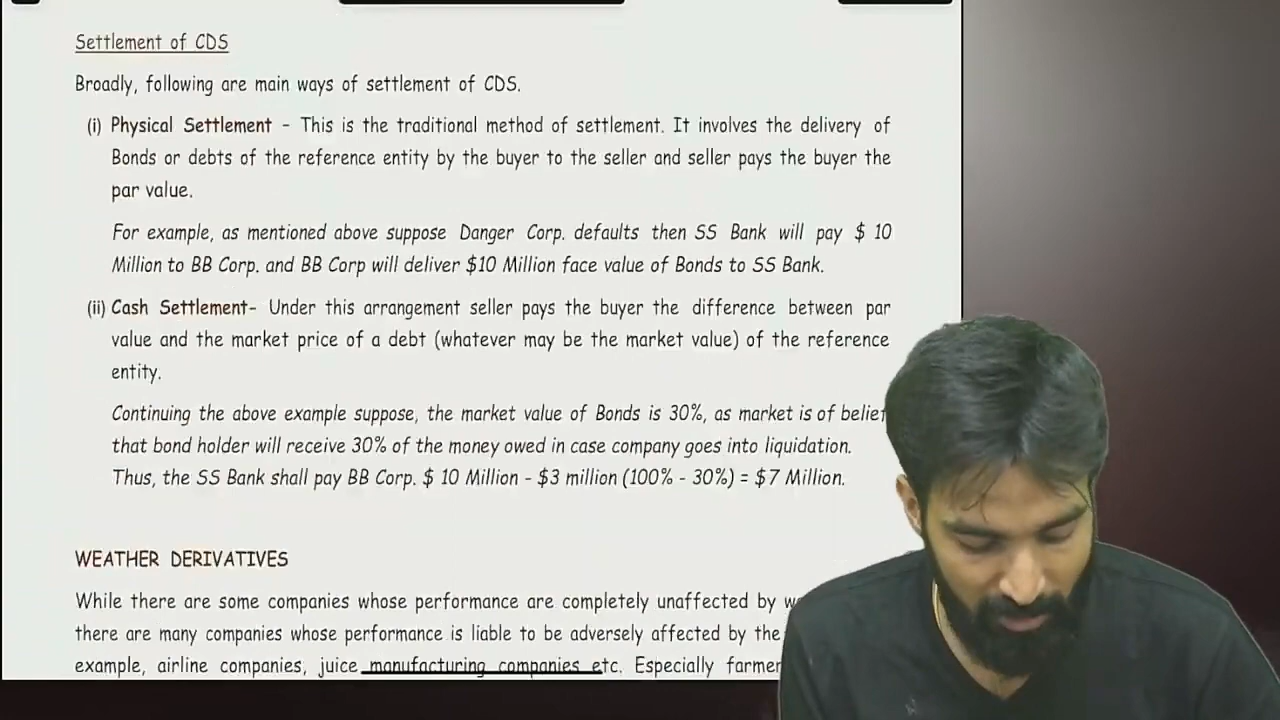 Settlement of CDS
Broadly, following are main ways of settlement of CDS.
(i) Physical Settlement - This is the traditional method of settlement. It involves the delivery of
Bonds or debts of the reference entity by the buyer to the seller and seller pays the buyer the
par value.
For example, as mentioned above suppose Danger Corp. defaults then SS Bank will pay $ 10
Million to BB Corp. and BB Corp will deliver $10 Million face value of Bonds to SS Bank.
(ii) Cash Settlement- Under this arrangement seller pays the buyer the difference between par
value and the market price of a debt (whatever may be the market value) of the reference
entity.
Continuing the above example suppose, the market value of Bonds is 30%, as market is of belief
that bond holder will receive 30% of the money owed in case company goes into liquidation.
Thus, the SS Bank shall pay BB Corp. $ 10 Million - $3 million (100% - 30%) = $7 Million.
WEATHER DERIVATIVES
While there are some companies whose performance are completely unaffected by
there are many companies whose performance is liable to be adversely affected by the
example, airline companies, juice manufacturing companies etc. Especially